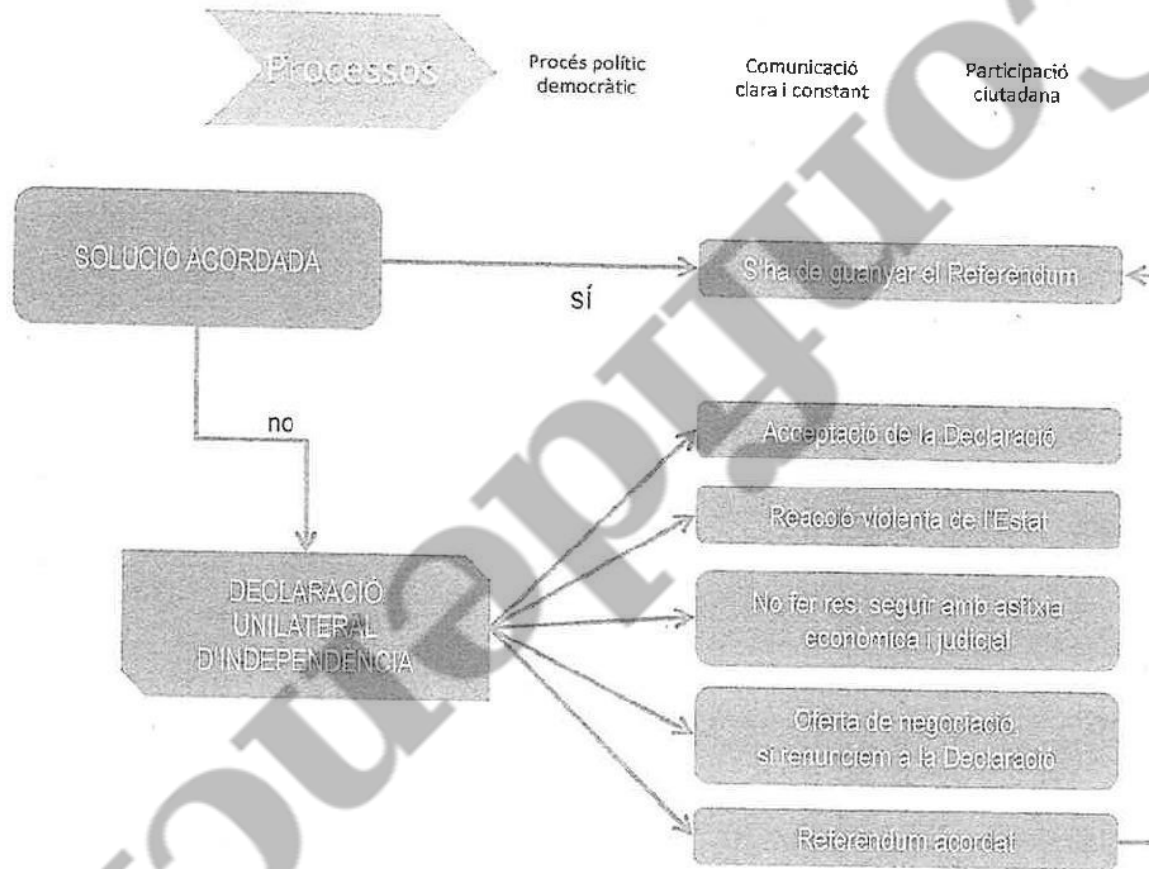 Processos
Procés polític
democràtic
Comunicació
clara i constant
Participació
ciutadana
SOLUCIÓ ACORDADA
sí
S'ha de guanyar el Referèndum
no
DECLARACIÓ
UNILATERAL
D'INDEPENDÈNCIA
Acceptació de la Declaració
Reacció violenta de l'Estat
No fer res: seguir amb asfixia
econòmica i judicial
Oferta de negociació
si renunciem a la Declaració
Referèndum acordat